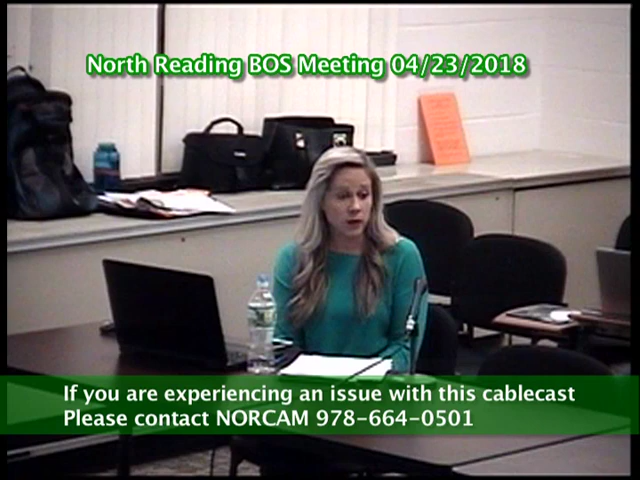 North Reading BOS Meeting 04/23/2018
If you are experiencing an issue with this cablecast
Please contact NORCAM 978-664-0501